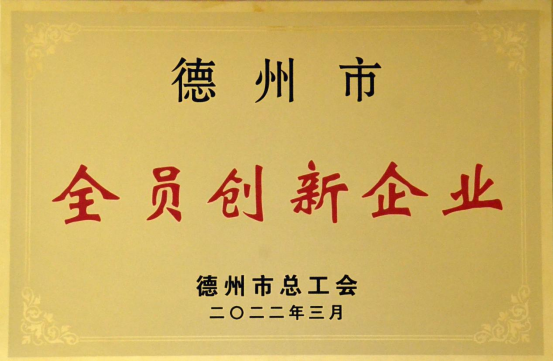 德州市
全员创新企业
德州市总工会
二〇二二年三月